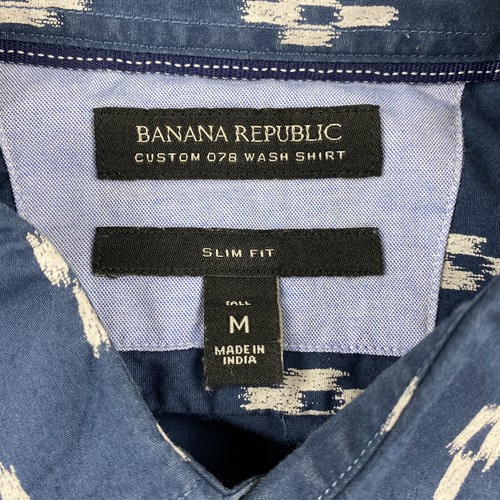 BANANA REPUBLIC
CUSTOM 078 WASH SHIRT
SLIM FIT
TALL
M
MADE IN
INDIA